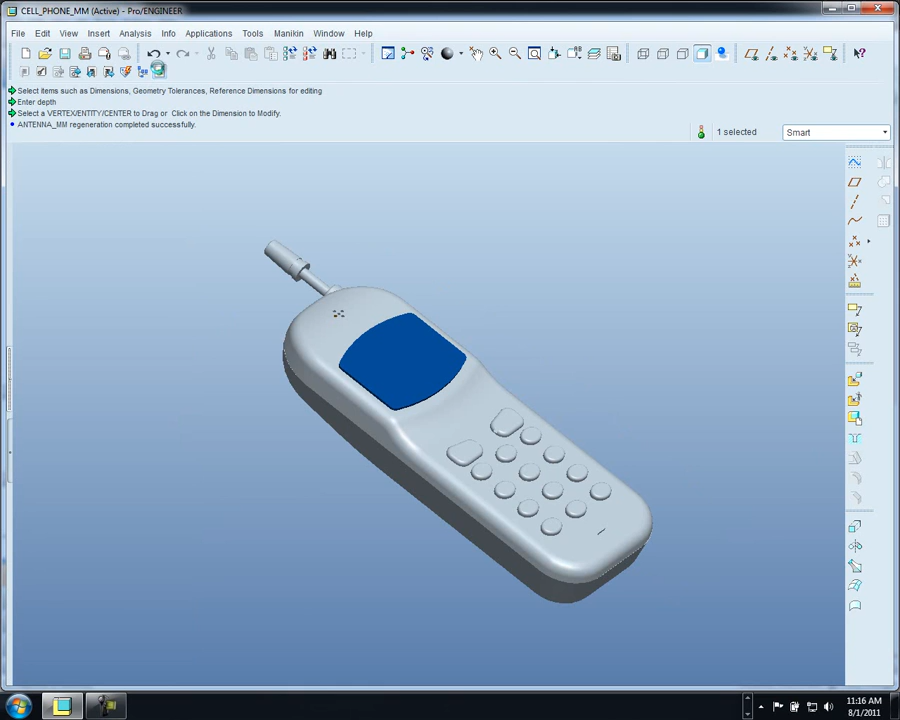 CELL_PHONE_MM (Active) - Pro/ENGINEER
File Edit View Insert Analysis Info Applications Tools Manikin Window Help
Select items such as Dimensions, Geometry Tolerances, Reference Dimensions for editing
Enter depth
Select a VERTEX/ENTITY/CENTER to Drag or Click on the Dimension to Modify.
ANTENNA_MM regeneration completed successfully.
1 selected
Smart
11:16 AM
8/1/2011